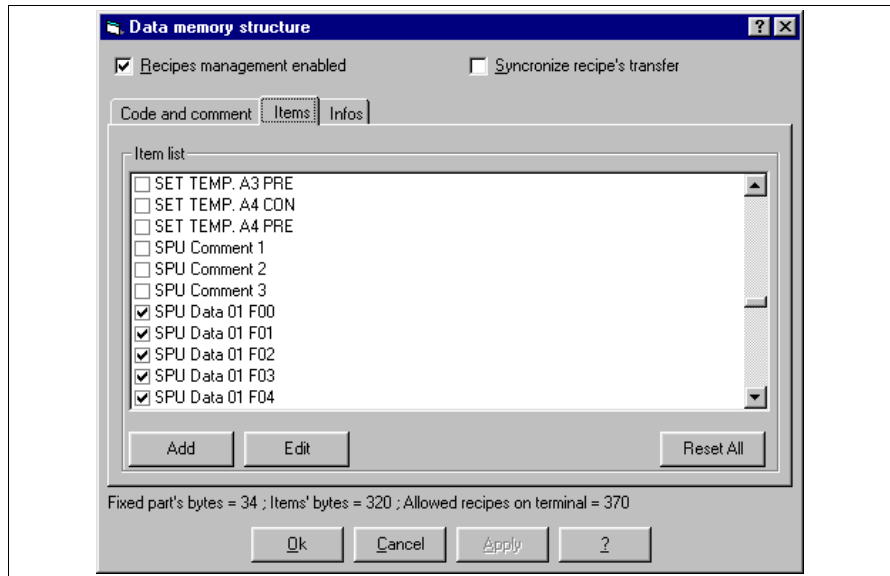 Data memory structure
Recipes management enabled
Syncronize recipe's transfer
Code and comment
Items
Infos
Item list
SET TEMP. A3 PRE
SET TEMP. A4 CON
SET TEMP. A4 PRE
SPU Comment 1
SPU Comment 2
SPU Comment 3
SPU Data 01 F00
SPU Data 01 F01
SPU Data 01 F02
SPU Data 01 F03
SPU Data 01 F04
Add
Edit
Reset All
Fixed part's bytes = 34 ; Items' bytes = 320 ; Allowed recipes on terminal = 370
Ok
Cancel
Apply
?